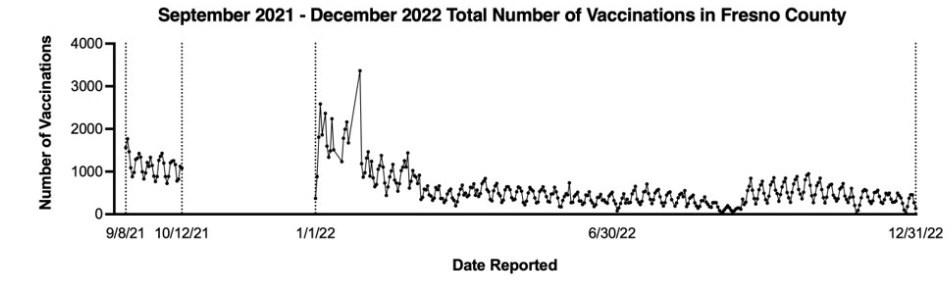 September 2021 - December 2022 Total Number of Vaccinations in Fresno County
Number of Vaccinations
4000
3000
2000
1000
0
9/8/21 10/12/21 1/1/22 6/30/22 12/31/22
Date Reported